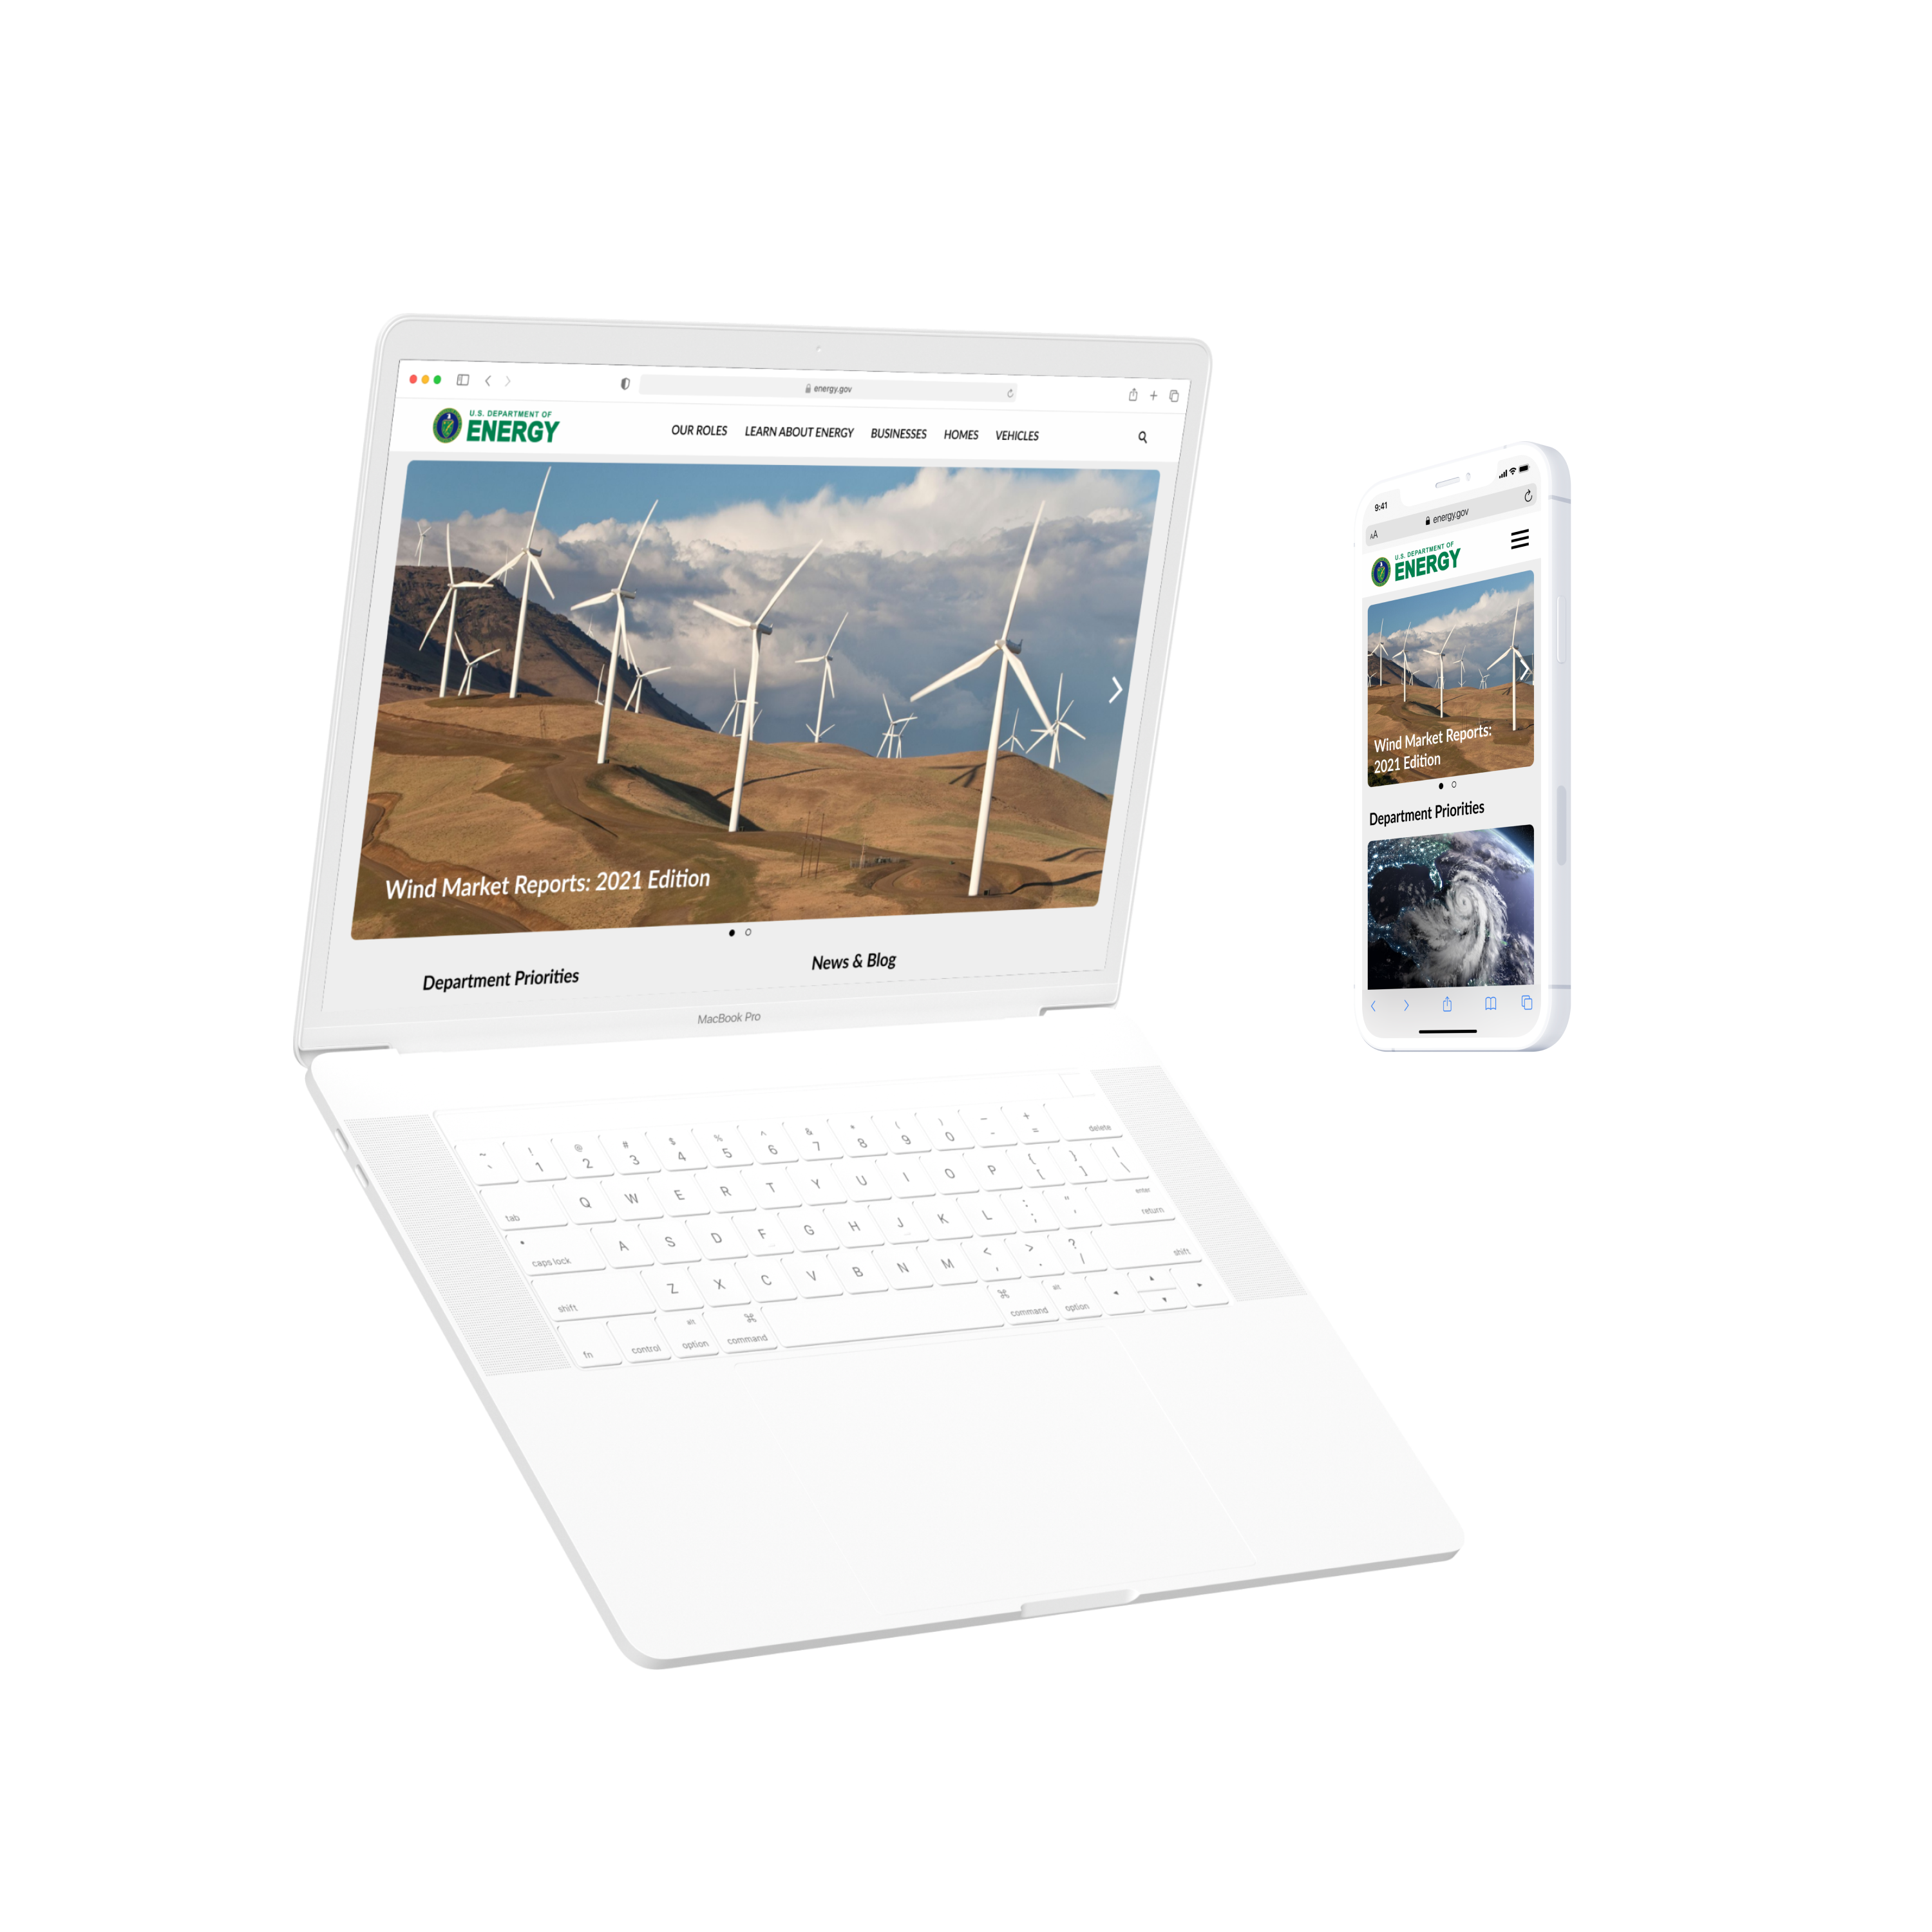 energy.gov
U.S. DEPARTMENT OF
ENERGY
OUR ROLES LEARN ABOUT ENERGY BUSINESSES HOMES VEHICLES
Wind Market Reports: 2021 Edition
Department Priorities
News & Blog
MacBook Pro
~ ! @ # $ % ^ & * ( ) — +
` 1 2 3 4 5 6 7 8 9 0 - = delete
tab Q W E R T Y U I O P { [ } ] | \
caps lock A S D F G H J K L : ; " ' enter return
shift Z X C V B N M < , > . ? / shift
fn control alt option ⌘ command ⌘ command alt option ◂ ▴ ▾ ▸
9:41
AA
energy.gov
U.S. DEPARTMENT OF
ENERGY
Wind Market Reports:
2021 Edition
Department Priorities